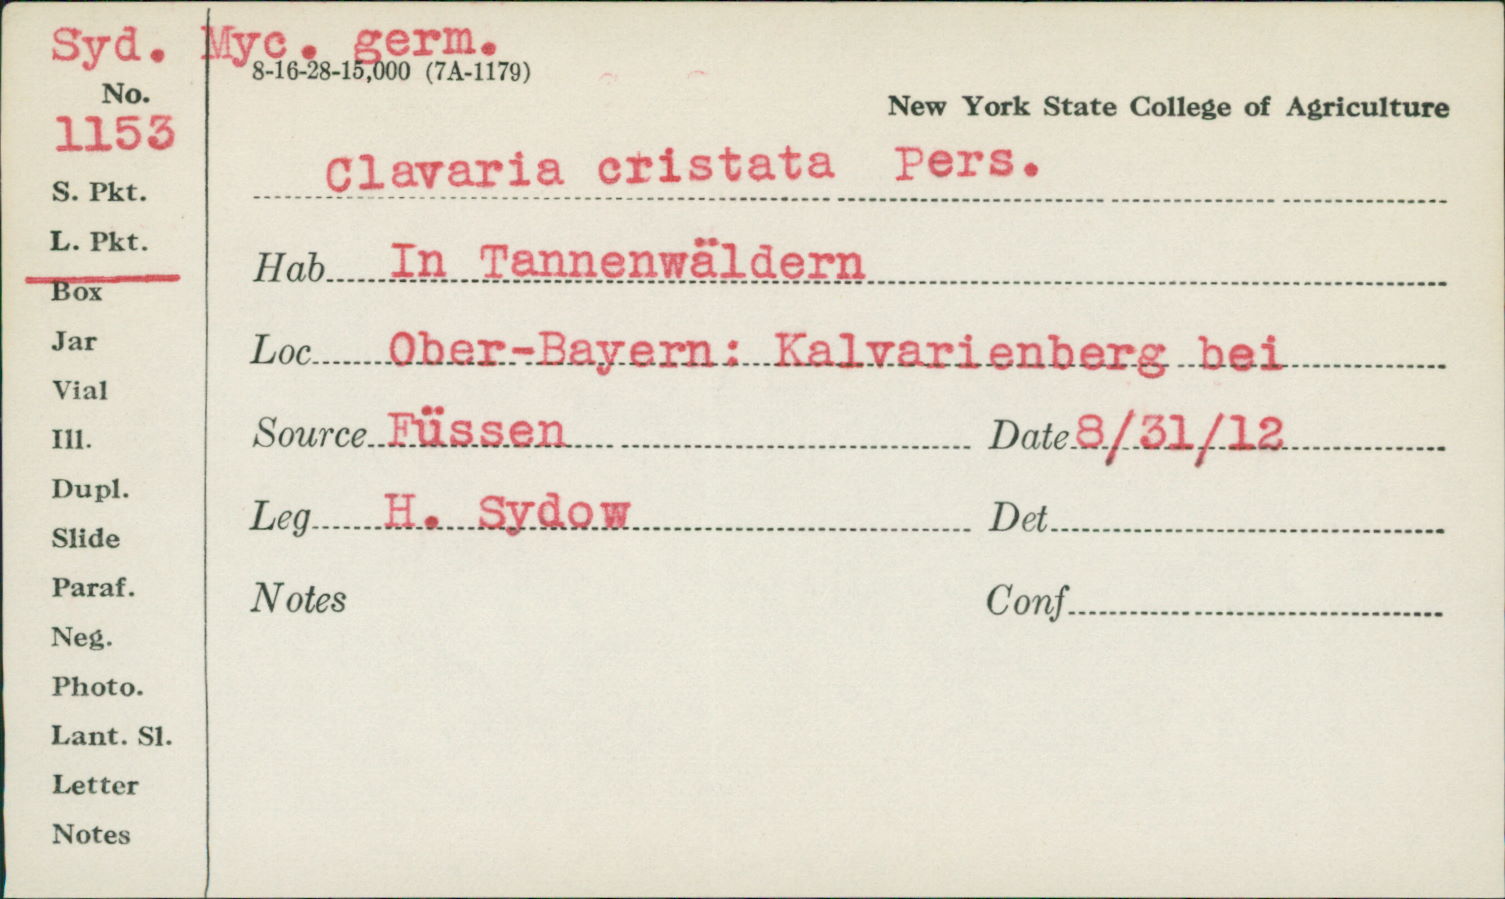 Syd. Myc. germ.
8-16-28-15,000 (7A-1179)
No.
1153
New York State College of Agriculture
Clavaria cristata Pers.
S. Pkt.
L. Pkt.
Box
Jar
Vial
Ill.
Dupl.
Slide
Paraf.
Neg.
Photo.
Lant. Sl.
Letter
Notes
Hab In Tannenwäldern
Loc Ober-Bayern: Kalvarienberg bei
Source Füssen Date 8/31/12
Leg H. Sydow Det
Notes Conf